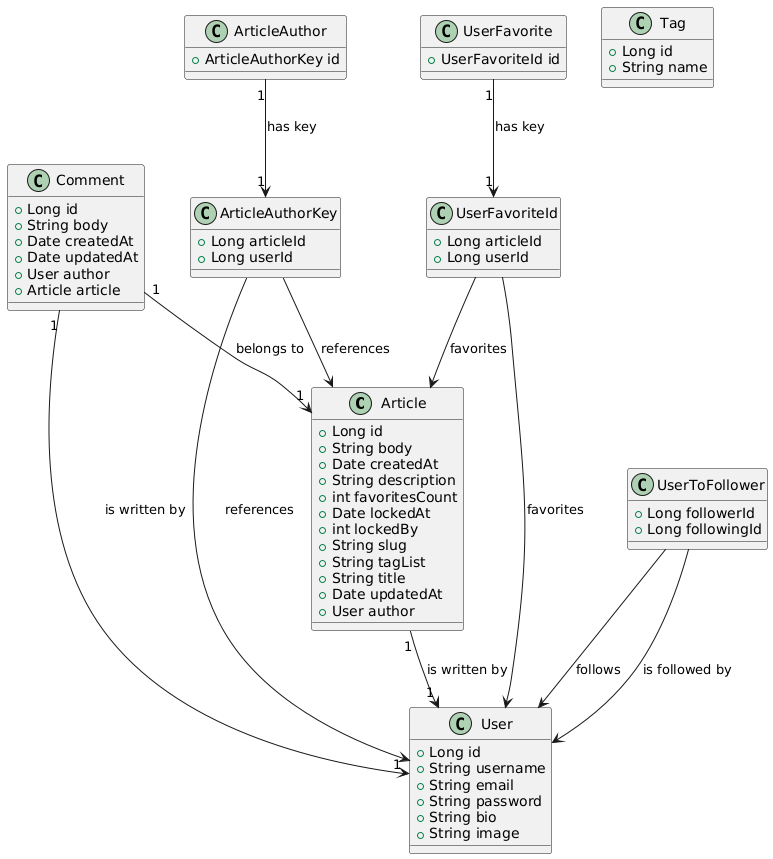 C ArticleAuthor
ArticleAuthorKey id
C UserFavorite
UserFavoriteId id
C Tag
Long id
String name
1
has key
1
1
has key
1
C Comment
Long id
String body
Date createdAt
Date updatedAt
User author
Article article
C ArticleAuthorKey
Long articleId
Long userId
C UserFavoriteId
Long articleId
Long userId
1
1
belongs to
1
references
favorites
C Article
Long id
String body
Date createdAt
String description
int favoritesCount
Date lockedAt
int lockedBy
String slug
String tagList
String title
Date updatedAt
User author
C UserToFollower
Long followerId
Long followingId
is written by
references
favorites
1
is written by
1
follows
is followed by
1
C User
Long id
String username
String email
String password
String bio
String image